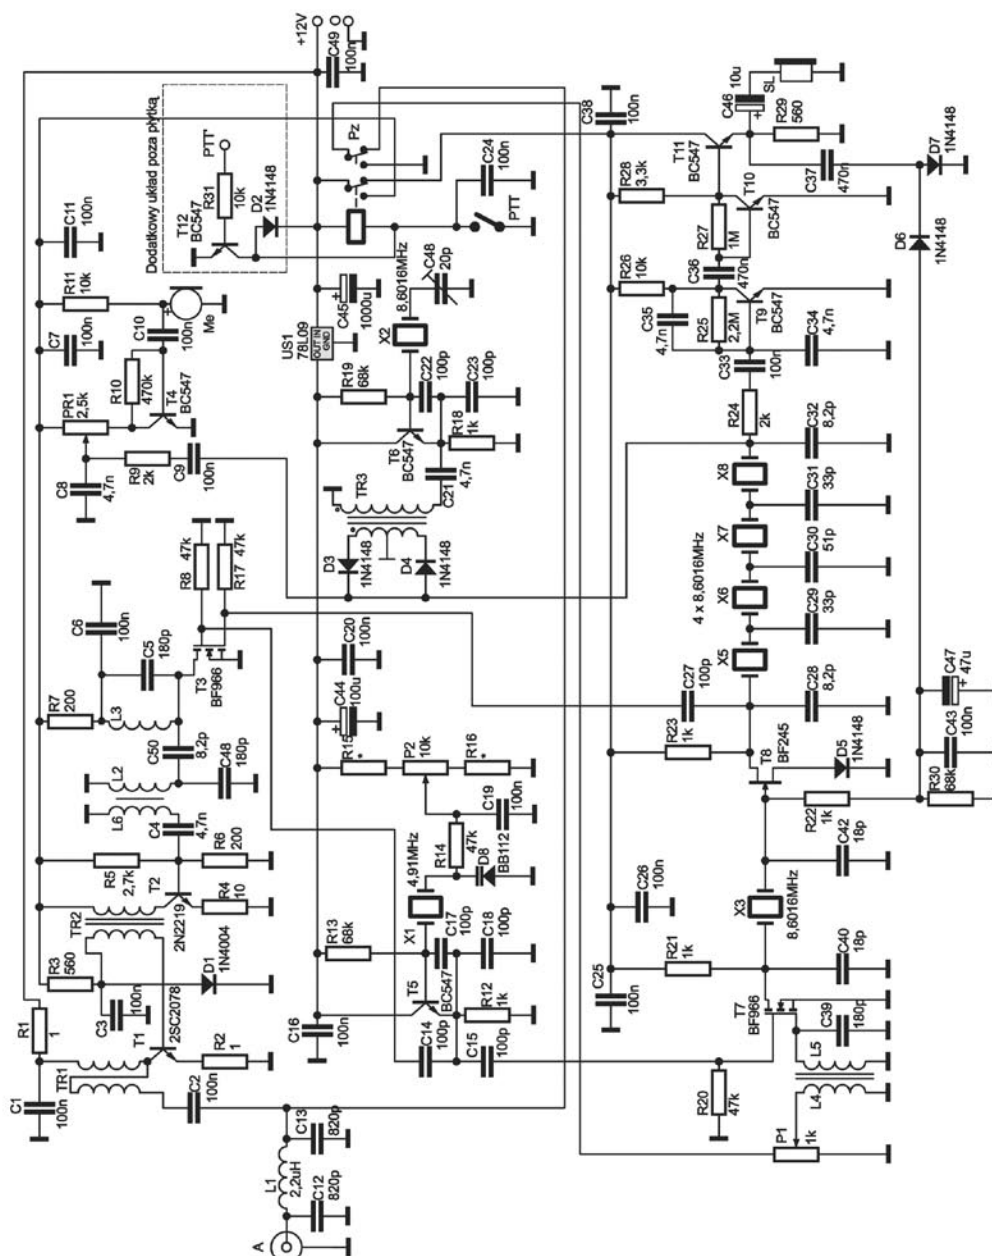 C1
100n
R1
1
TR1
T1
2SC2078
R2
1
C2
100n
C3
100n
R3
560
D1
1N4004
TR2
T2
2N2219
R4
10
R5
2,7k
R6
200
C4
4,7n
L6
L2
C48
180p
C50
8,2p
L3
R7
200
C5
180p
C6
100n
T3
BF966
R8
47k
R17
47k
C8
4,7n
R9
2k
C9
100n
PR1
2,5k
T4
BC547
R10
470k
C7
100n
C10
100n
R11
10k
Me
C11
100n
Dodatkowy układ poza płytką
T12
BC547
R31
10k
PTT'
D2
1N4148
+12V
C49
100n
A
L1
2,2uH
C12
820p
C13
820p
C16
100n
C14
100p
C15
100p
T5
BC547
R12
1k
R13
68k
X1
4,91MHz
C17
100p
C18
100p
R14
47k
D8
BB112
C19
100n
R15
*
P2
10k
R16
*
C44
100u
+
C20
100n
D3
1N4148
D4
1N4148
TR3
C21
4,7n
T6
BC547
R18
1k
R19
68k
C22
100p
C23
100p
US1
78L09
OUT IN
GND
X2
8,6016MHz
C48
20p
C45
1000u
+
Pz
C24
100n
PTT
P1
1k
L4
L5
C39
180p
R20
47k
T7
BF966
C25
100n
R21
1k
C40
18p
C26
100n
X3
8,6016MHz
C42
18p
R22
1k
T8
BF245
D5
1N4148
R23
1k
C27
100p
C28
8,2p
4 x 8,6016MHz
X5
C29
33p
X6
C30
51p
X7
C31
33p
X8
C32
8,2p
R24
2k
C33
100n
C34
4,7n
C35
4,7n
R25
2,2M
R26
10k
T9
BC547
C36
470n
R27
1M
R28
3,3k
T10
BC547
T11
BC547
C38
100n
C46
10u
+
SL
R29
560
C37
470n
D7
1N4148
D6
1N4148
R30
68k
C43
100n
C47
47u
+